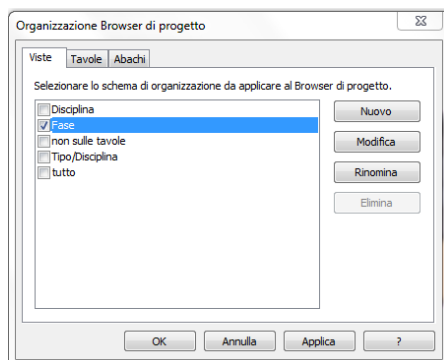 Organizzazione Browser di progetto
Viste Tavole Abachi
Selezionare lo schema di organizzazione da applicare al Browser di progetto.
Disciplina
Fase
non sulle tavole
Tipo/Disciplina
tutto
Nuovo
Modifica
Rinomina
Elimina
OK Annulla Applica ?